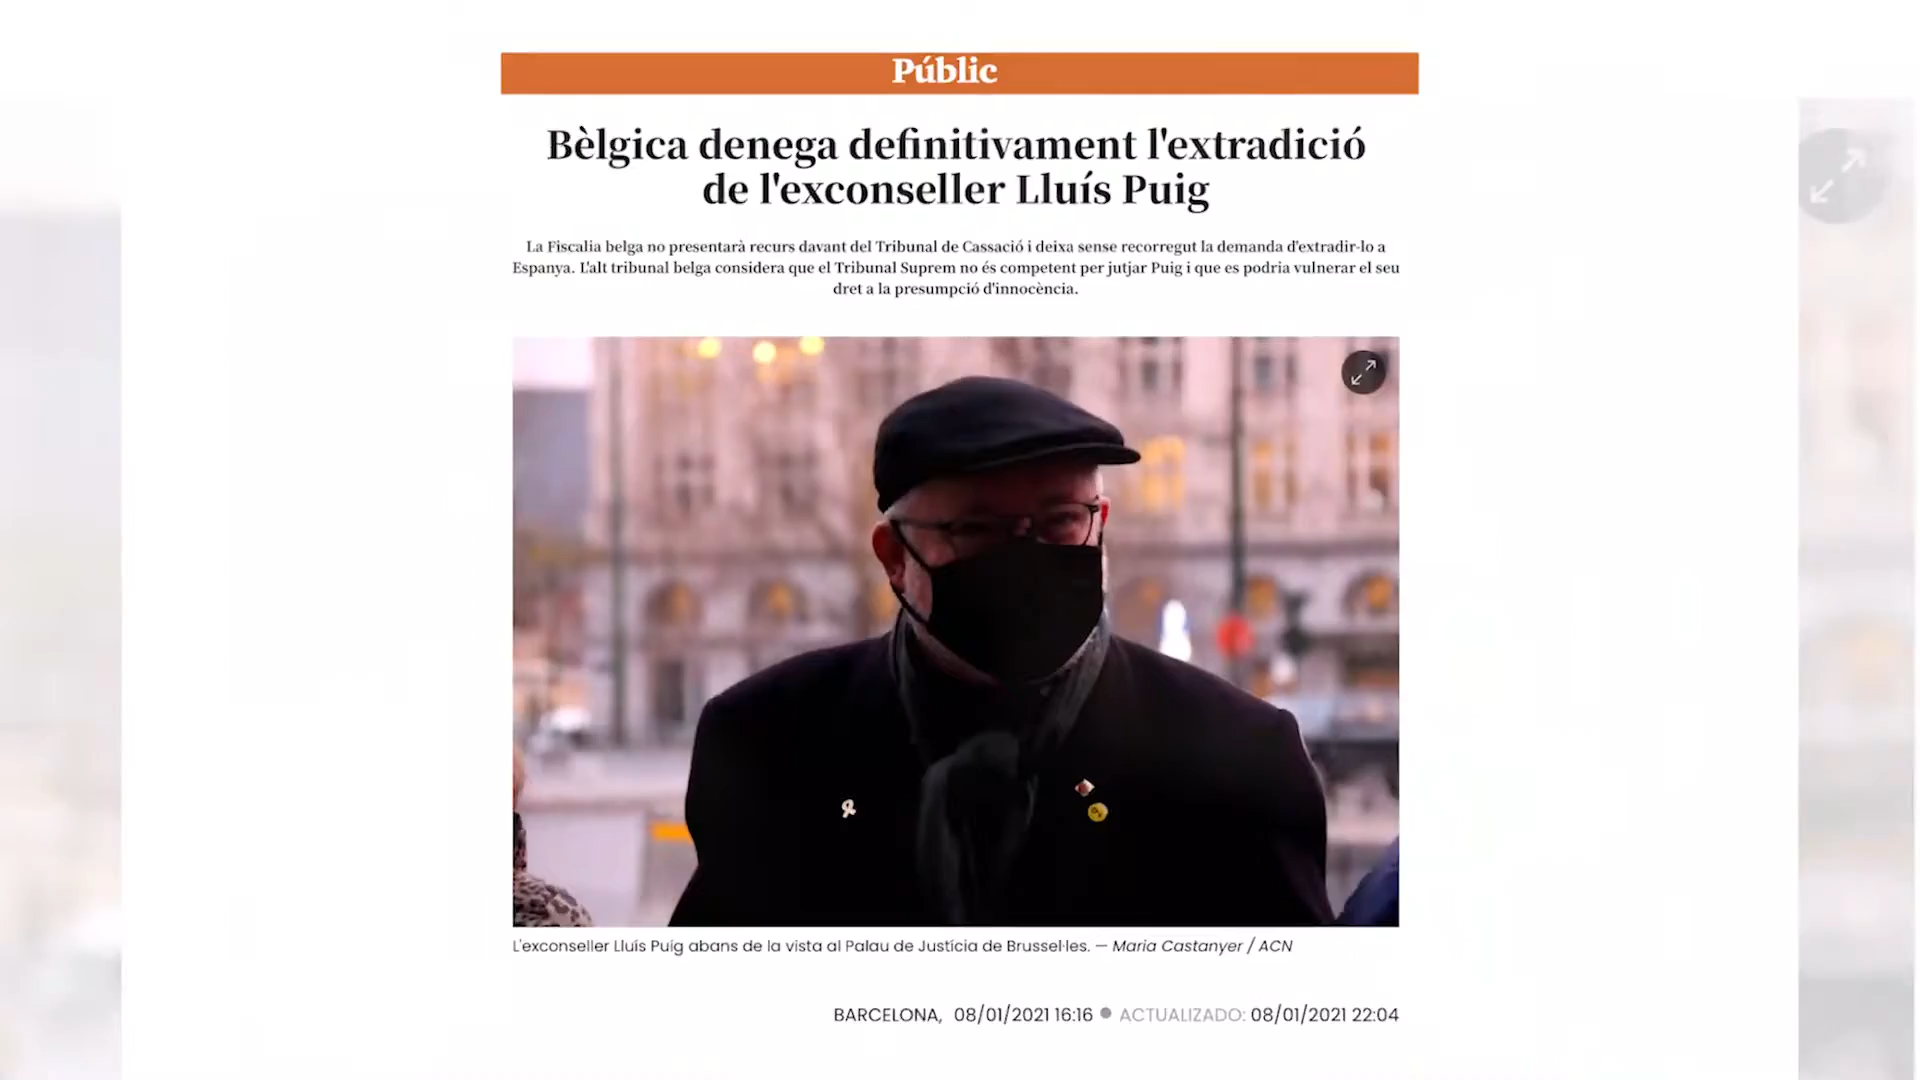 Públic
Bèlgica denega definitivament l'extradició
de l'exconseller Lluís Puig
La Fiscalia belga no presentarà recurs davant del Tribunal de Cassació i deixa sense recorregut la demanda d'extradir-lo a
Espanya. L'alt tribunal belga considera que el Tribunal Suprem no és competent per jutjar Puig i que es podria vulnerar el seu
dret a la presumpció d'innocència.
L'exconseller Lluís Puig abans de la vista al Palau de Justícia de Brussel·les. — Maria Castanyer / ACN
BARCELONA, 08/01/2021 16:16 ● ACTUALIZADO: 08/01/2021 22:04